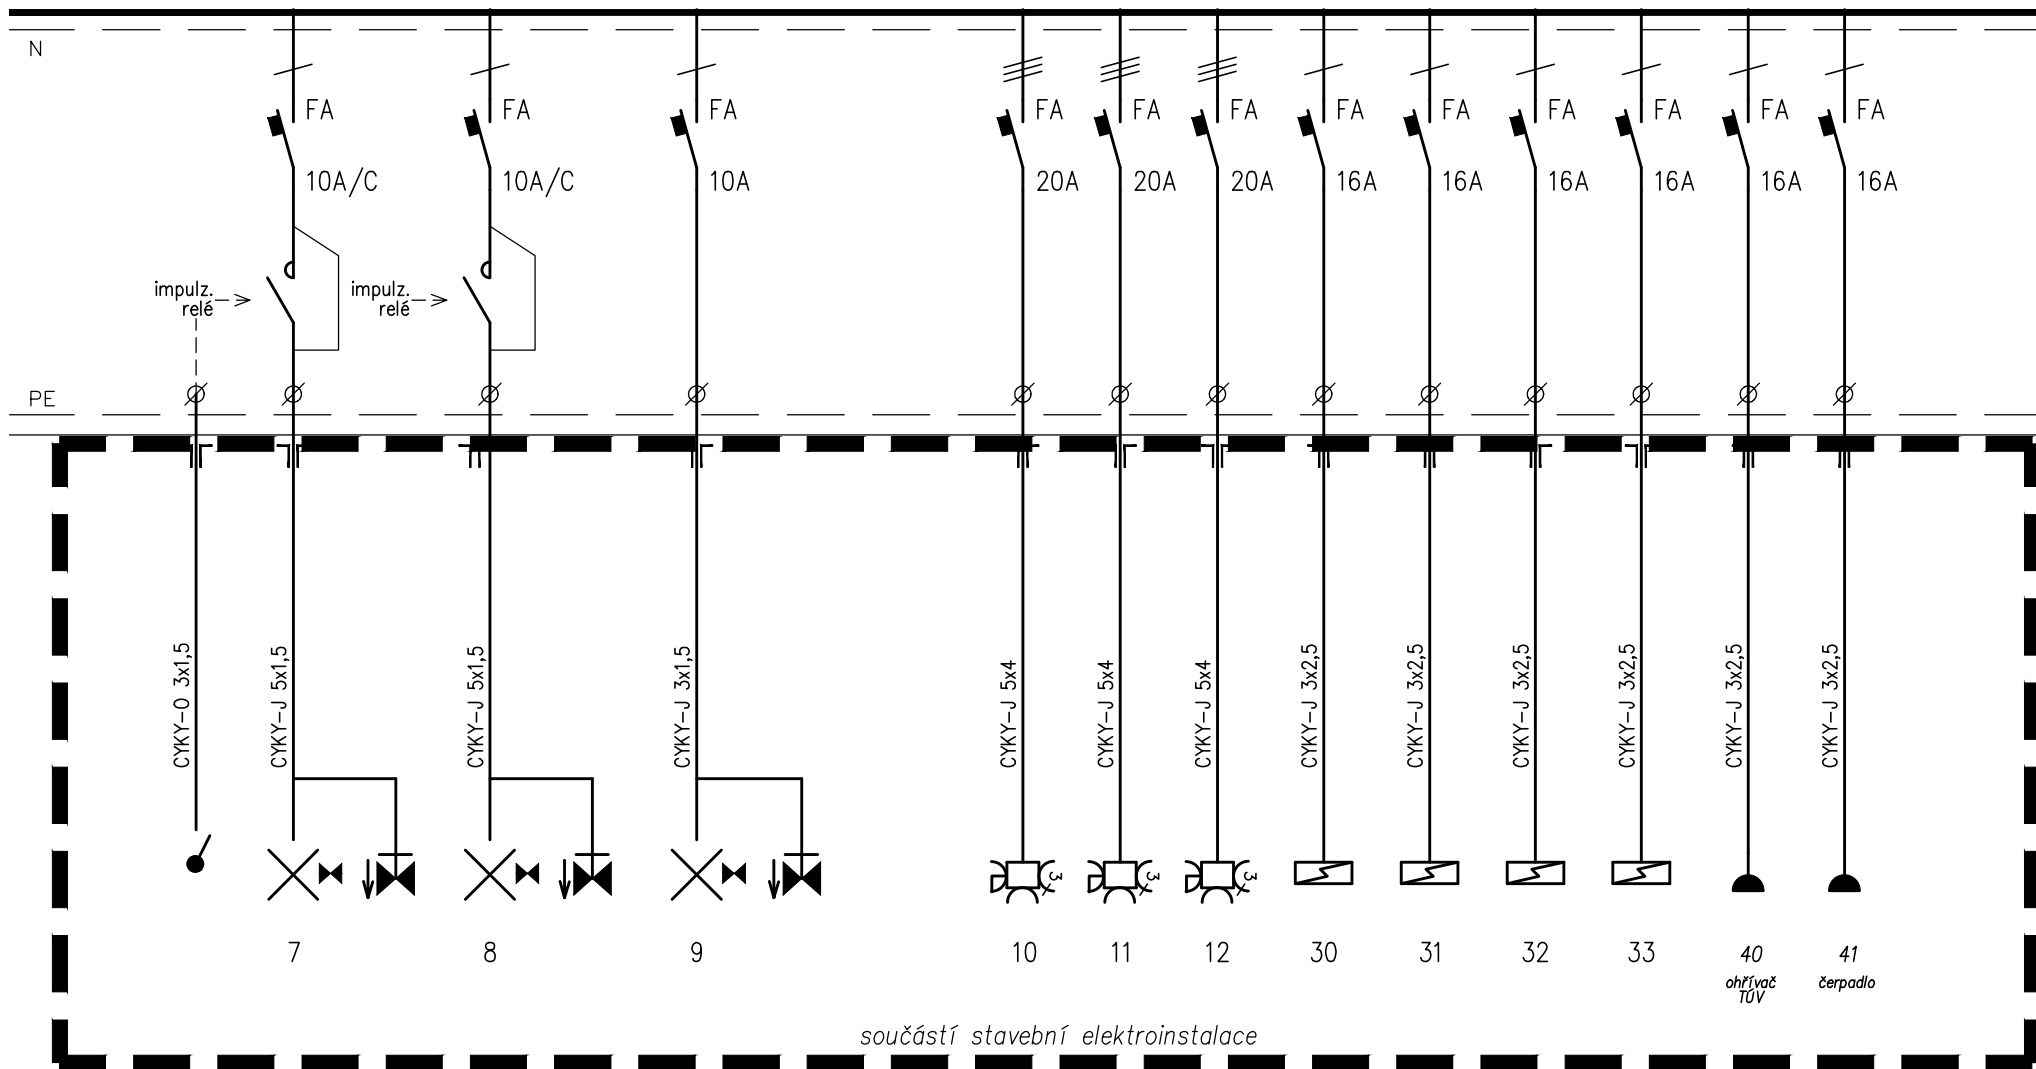 N
FA FA FA FA FA FA FA FA FA FA FA FA
10A/C 10A/C 10A 20A 20A 20A 16A 16A 16A 16A 16A 16A
impulz. impulz.
relé relé
PE
CYKY-O 3x1,5 CYKY-J 5x1,5 CYKY-J 5x1,5 CYKY-J 3x1,5 CYKY-J 5x4 CYKY-J 5x4 CYKY-J 5x4 CYKY-J 3x2,5 CYKY-J 3x2,5 CYKY-J 3x2,5 CYKY-J 3x2,5 CYKY-J 3x2,5 CYKY-J 3x2,5
3 3 3
7 8 9 10 11 12 30 31 32 33 40 41
ohřívač čerpadlo
TÚV
součástí stavební elektroinstalace